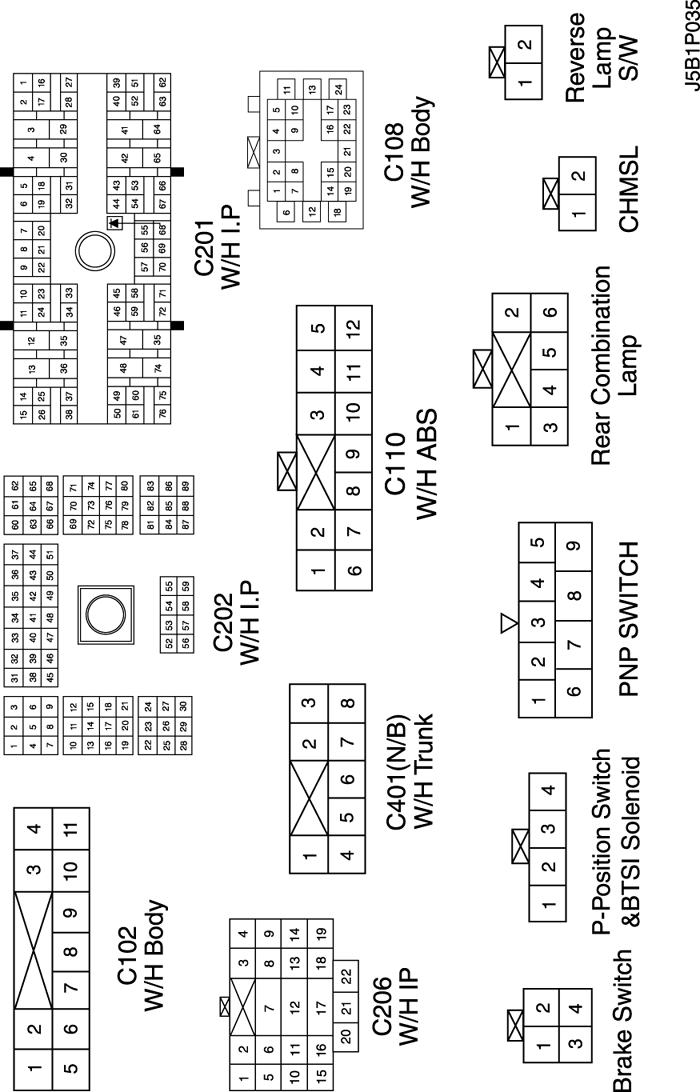 1 2 3 4
5 6 7 8 9 10 11
C102
W/H Body
1 2 3
4 5 6
7 8 9
10 11 12
13 14 15
16 17 18
19 20 21
22 23 24
25 26 27
28 29 30
31 32 33 34 35 36 37
38 39 40 41 42 43 44
45 46 47 48 49 50 51
52 53 54 55
56 57 58 59
60 61 62
63 64 65
66 67 68
69 70 71
72 73 74
75 76 77
78 79 80
81 82 83
84 85 86
87 88 89
C202
W/H I.P
15 14 13 12 11 10 9 8 7 6 5 4 3 2 1
26 25 24 23 22 21 20 19 18 17 16
38 37 36 35 34 33 32 31 30 29 28 27
50 49 48 47 46 45 44 43 42 41 40 39
61 60 59 58 57 56 55 54 53 52 51
76 75 74 35 72 71 70 69 68 67 66 65 64 63 62
C201
W/H I.P
1 2 3 4
5 6 7 8 9
10 11 12 13 14
15 16 17 18 19
20 21 22
C206
W/H IP
1 2 3
4 5 6 7 8
C401(N/B)
W/H Trunk
1 2 3 4 5
6 7 8 9 10 11 12
C110
W/H ABS
1 2 3 4 5
6 11
7 8 9 10
12 13
14 15 16 17
18 24
19 20 21 22 23
C108
W/H Body
1 2
3 4
Brake Switch
1 2 3 4
P-Position Switch
&BTSI Solenoid
1 2 3 4 5
6 7 8 9
PNP SWITCH
1 2
3 4 5 6
Rear Combination
Lamp
1 2
CHMSL
1 2
Reverse
Lamp
S/W
J5B1P035